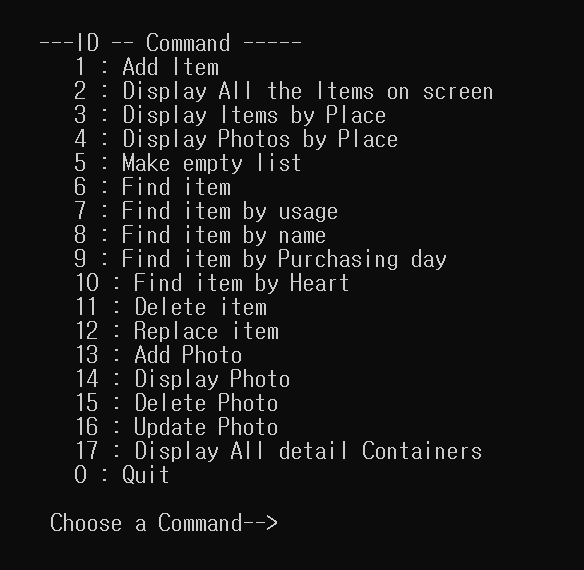 ---ID -- Command -----
1 : Add Item
2 : Display All the Items on screen
3 : Display Items by Place
4 : Display Photos by Place
5 : Make empty list
6 : Find item
7 : Find item by usage
8 : Find item by name
9 : Find item by Purchasing day
10 : Find item by Heart
11 : Delete item
12 : Replace item
13 : Add Photo
14 : Display Photo
15 : Delete Photo
16 : Update Photo
17 : Display All detail Containers
0 : Quit
Choose a Command-->